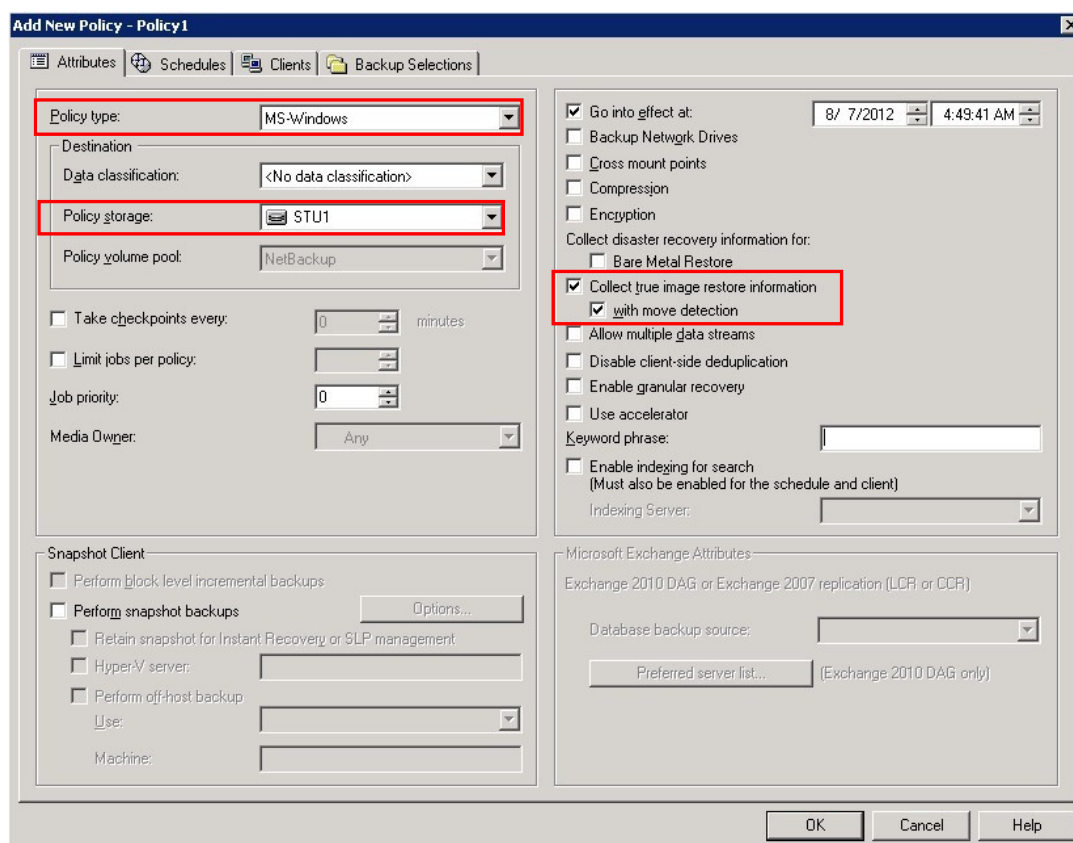 Add New Policy - Policy1
Attributes Schedules Clients Backup Selections
Policy type: MS-Windows
Destination
Data classification: <No data classification>
Policy storage: STU1
Policy volume pool: NetBackup
Take checkpoints every: 0 minutes
Limit jobs per policy:
Job priority: 0
Media Owner: Any
Go into effect at: 8/ 7/2012 4:49:41 AM
Backup Network Drives
Cross mount points
Compression
Encryption
Collect disaster recovery information for:
Bare Metal Restore
Collect true image restore information
with move detection
Allow multiple data streams
Disable client-side deduplication
Enable granular recovery
Use accelerator
Keyword phrase:
Enable indexing for search
(Must also be enabled for the schedule and client)
Indexing Server:
Snapshot Client
Perform block level incremental backups
Perform snapshot backups Options...
Retain snapshot for Instant Recovery or SLP management
Hyper-V server:
Perform off-host backup
Use:
Machine:
Microsoft Exchange Attributes
Exchange 2010 DAG or Exchange 2007 replication (LCR or CCR)
Database backup source:
Preferred server list... (Exchange 2010 DAG only)
OK Cancel Help